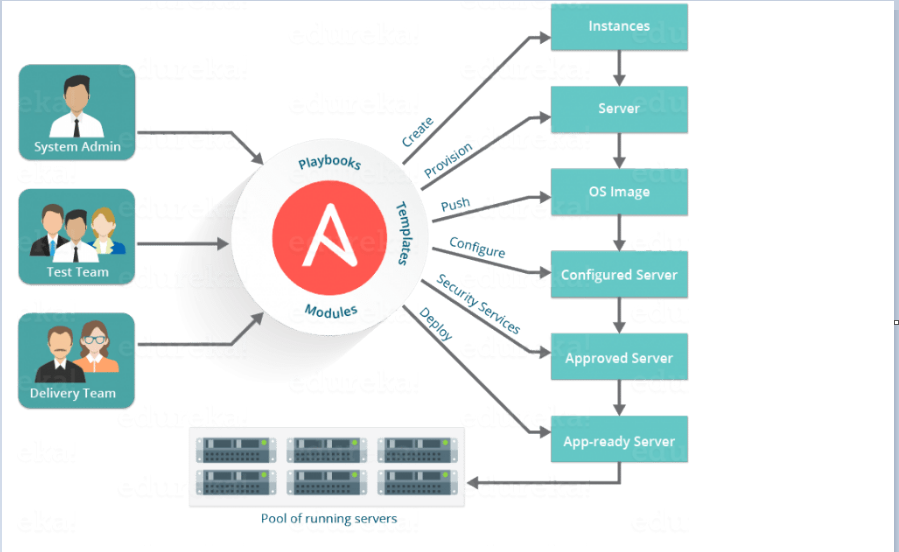 System Admin
Test Team
Delivery Team
Playbooks
Templates
Modules
Create
Provision
Push
Configure
Security Services
Deploy
Instances
Server
OS Image
Configured Server
Approved Server
App-ready Server
Pool of running servers
edureka!